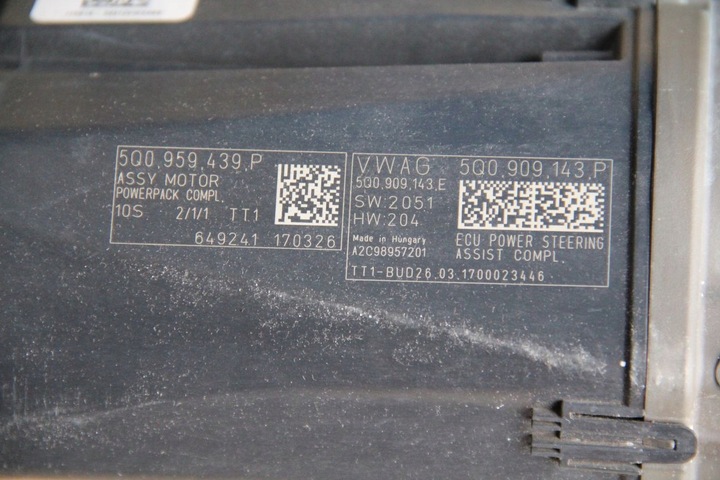 5Q0.959.439.P
ASSY MOTOR
POWERPACK COMPL.
10S 2/1/1 TT1
649241 170326
VWAG 5Q0.909.143.P
5Q0.909.143.E
SW:2051
HW:204
Made in Hungary
A2C98957201
ECU POWER STEERING
ASSIST COMPL.
TT1-BUD26.03.1700023446